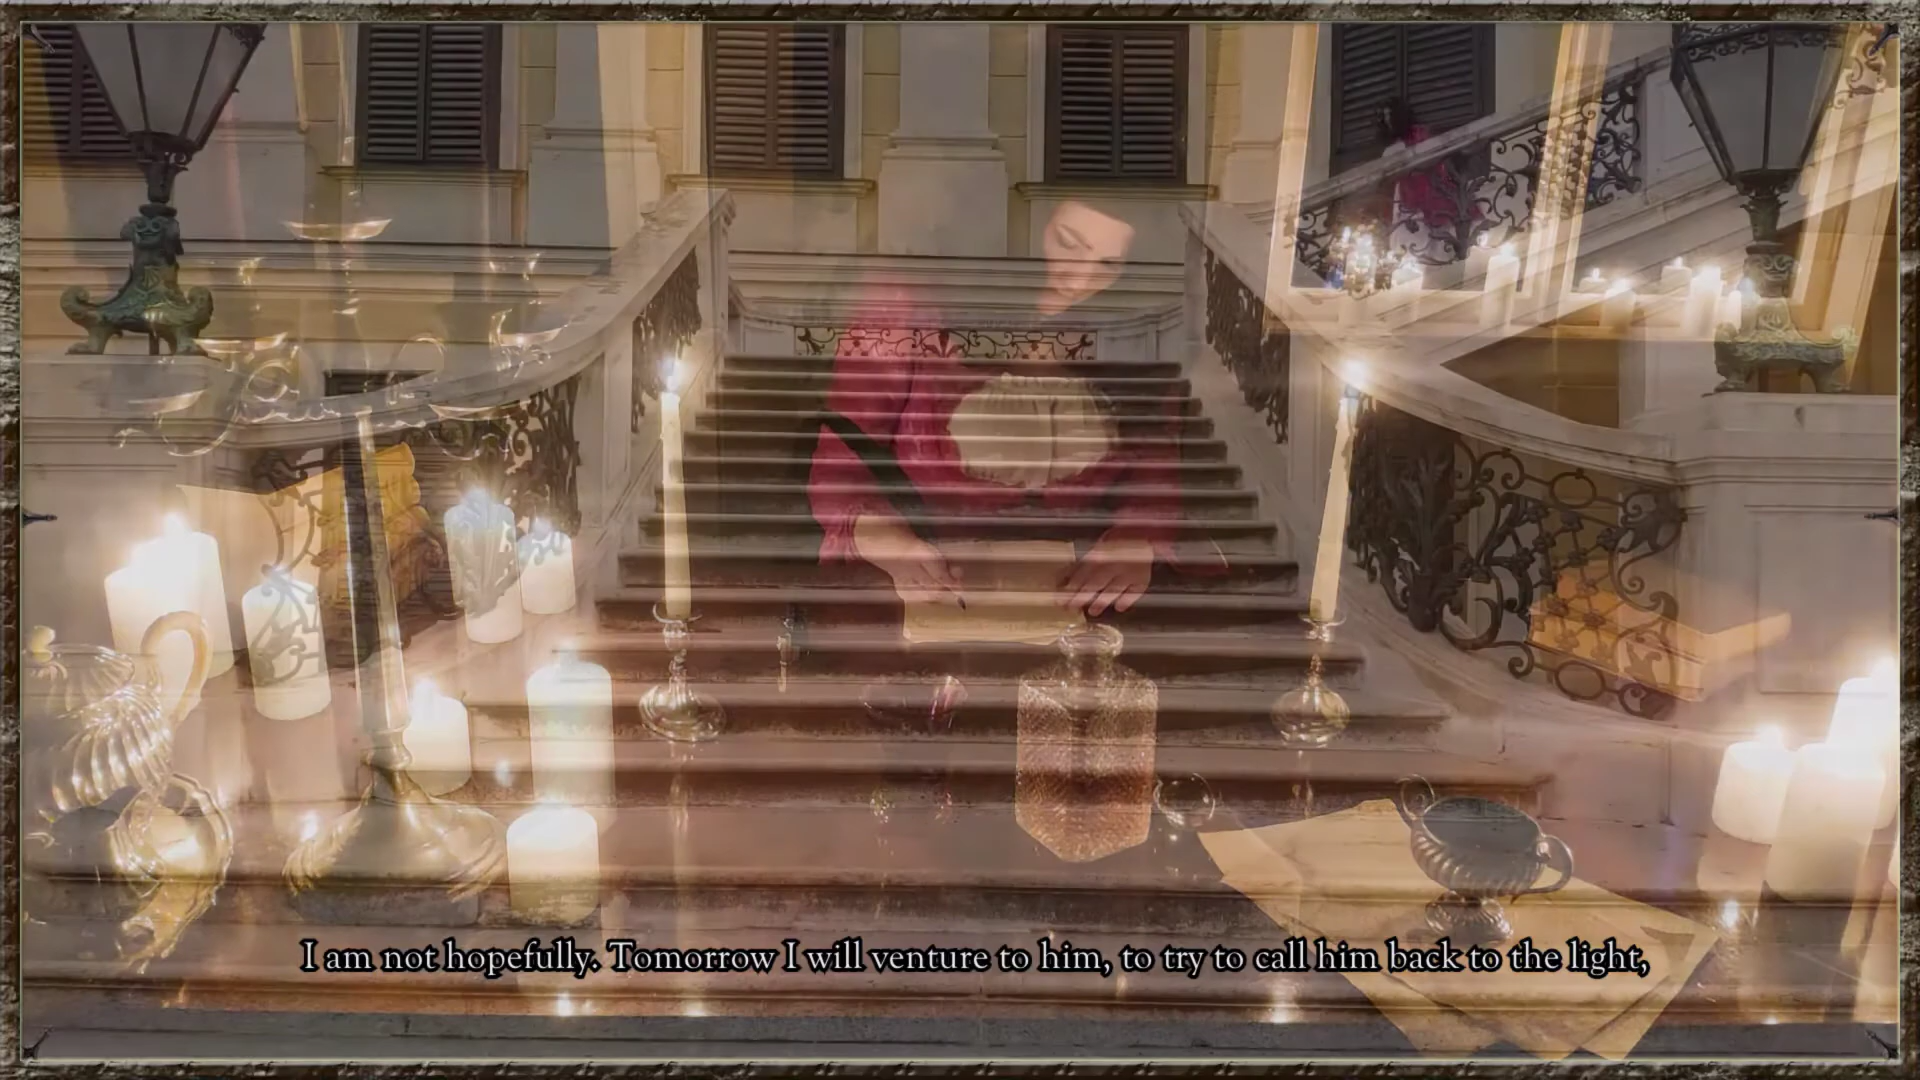 I am not hopefully. Tomorrow I will venture to him, to try to call him back to the light,